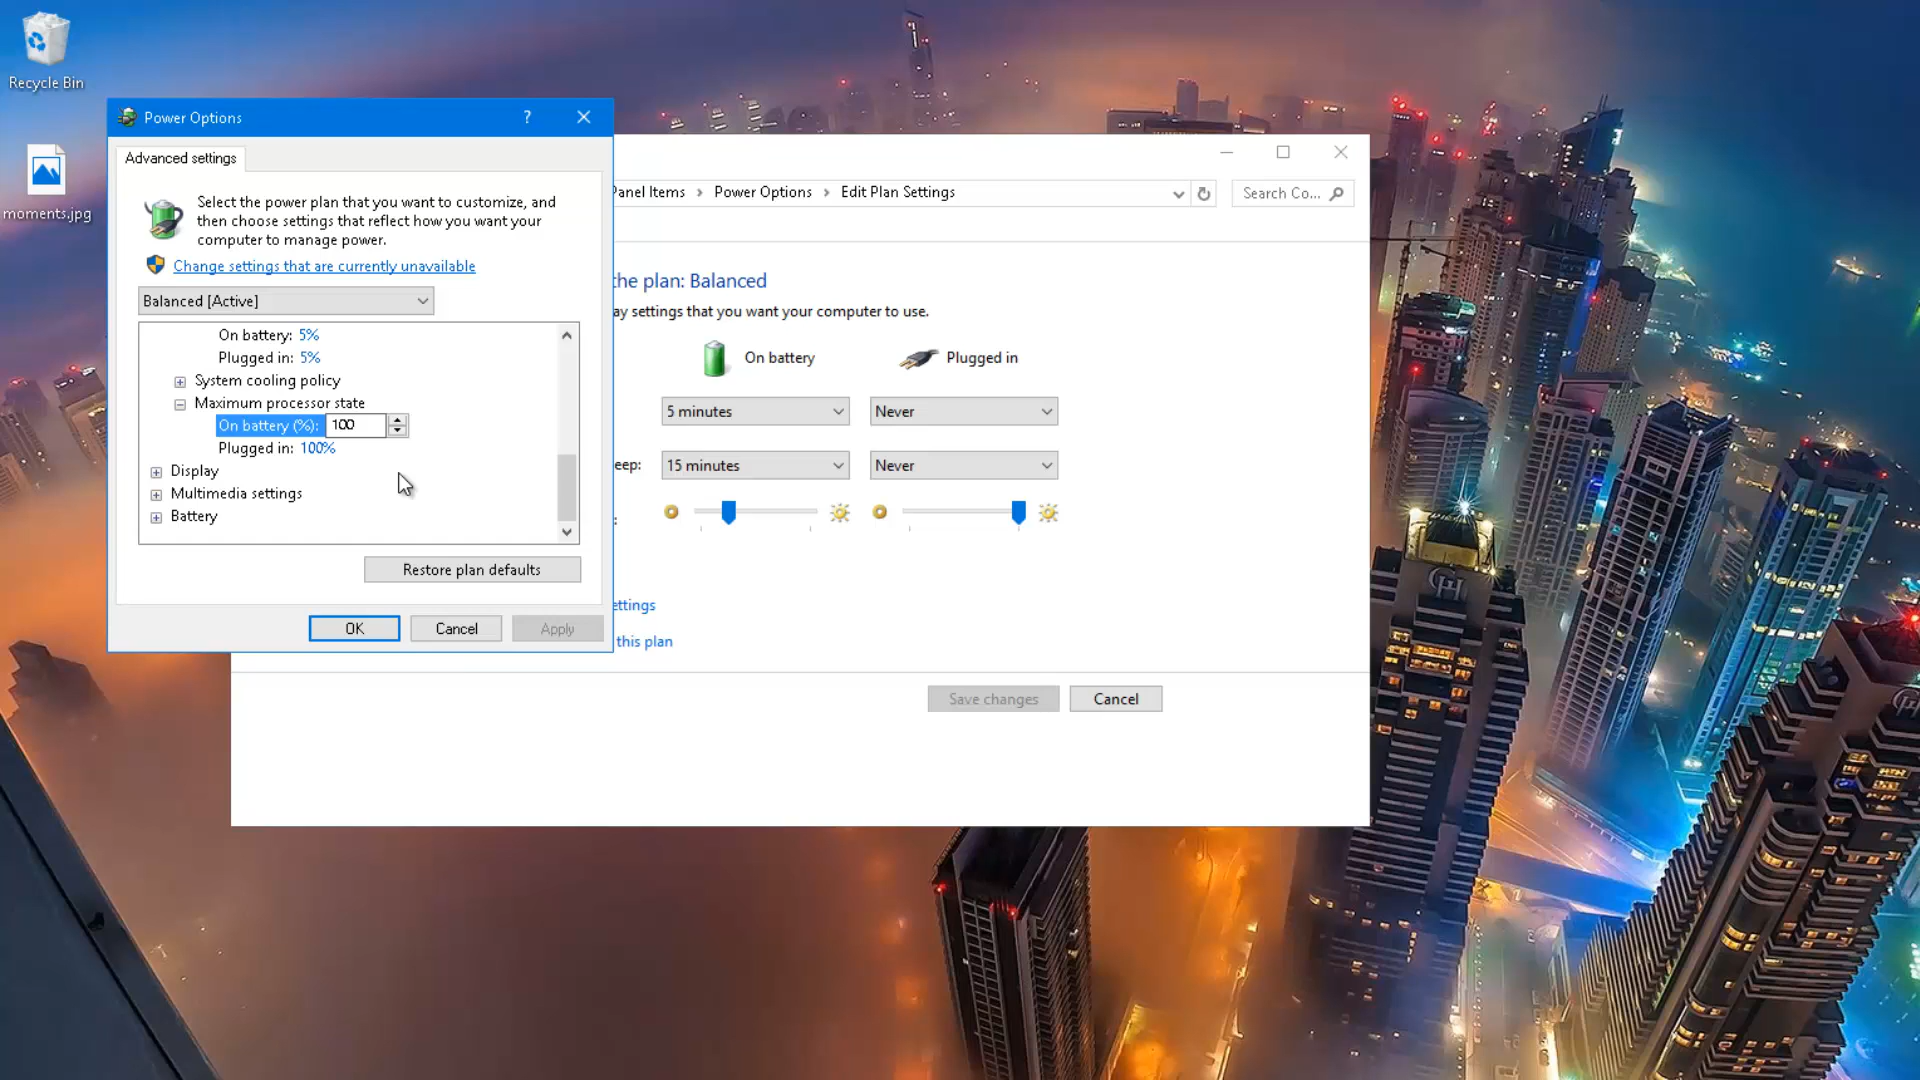 Recycle Bin
moments.jpg
Power Options
?
Advanced settings
Select the power plan that you want to customize, and
then choose settings that reflect how you want your
computer to manage power.
Change settings that are currently unavailable
Balanced [Active]
On battery: 5%
Plugged in: 5%
System cooling policy
Maximum processor state
On battery (%): 100
Plugged in: 100%
Display
Multimedia settings
Battery
Restore plan defaults
OK Cancel Apply
Panel Items > Power Options > Edit Plan Settings
Search Co...
the plan: Balanced
ay settings that you want your computer to use.
On battery Plugged in
5 minutes Never
eep: 15 minutes Never
:
ettings
this plan
Save changes Cancel